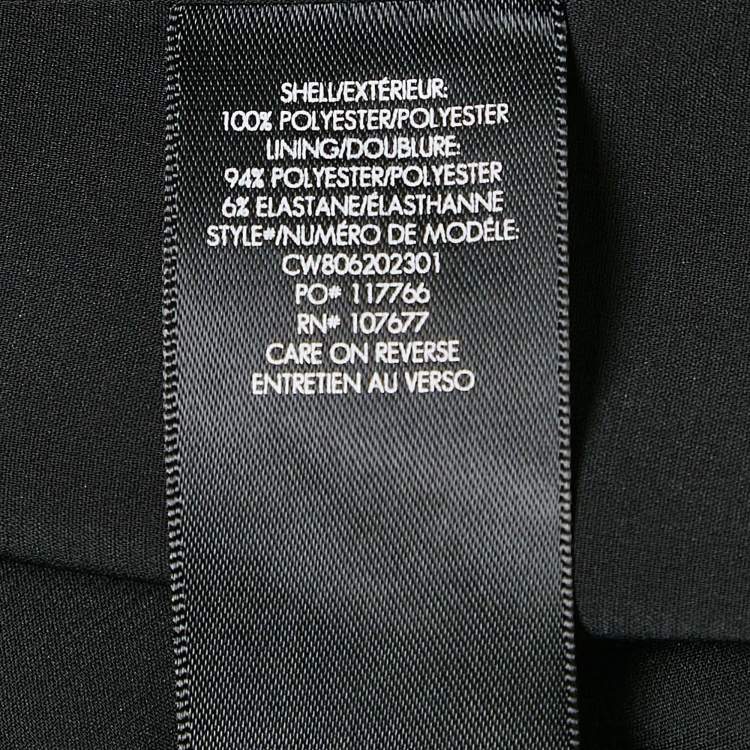 SHELL/EXTÉRIEUR:
100% POLYESTER/POLYESTER
LINING/DOUBLURE:
94% POLYESTER/POLYESTER
6% ELASTANE/ÉLASTHANNE
STYLE#/NUMÉRO DE MODÉLE:
CW806202301
PO# 117766
RN# 107677
CARE ON REVERSE
ENTRETIEN AU VERSO